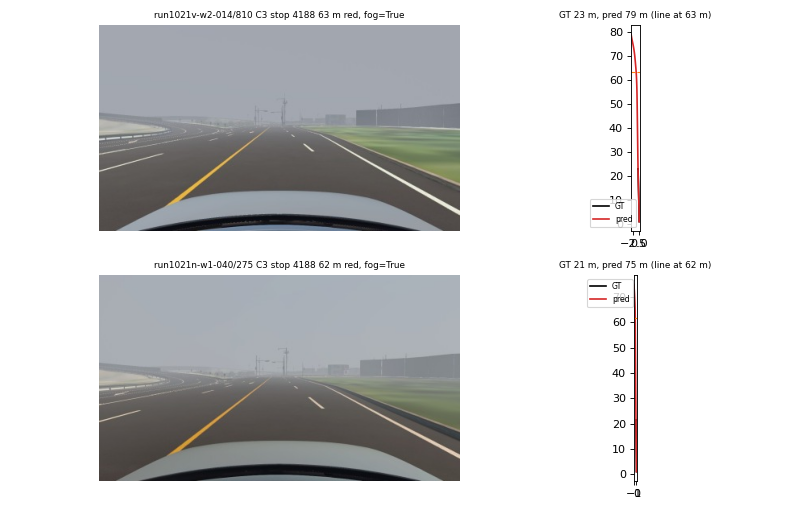 run1021v-w2-014/810 C3 stop 4188 63 m red, fog=True
GT 23 m, pred 79 m (line at 63 m)
80
70
60
50
40
30
20
10
GT
pred
run1021n-w1-040/275 C3 stop 4188 62 m red, fog=True
GT 21 m, pred 75 m (line at 62 m)
GT
pred
60
50
40
30
20
10
0